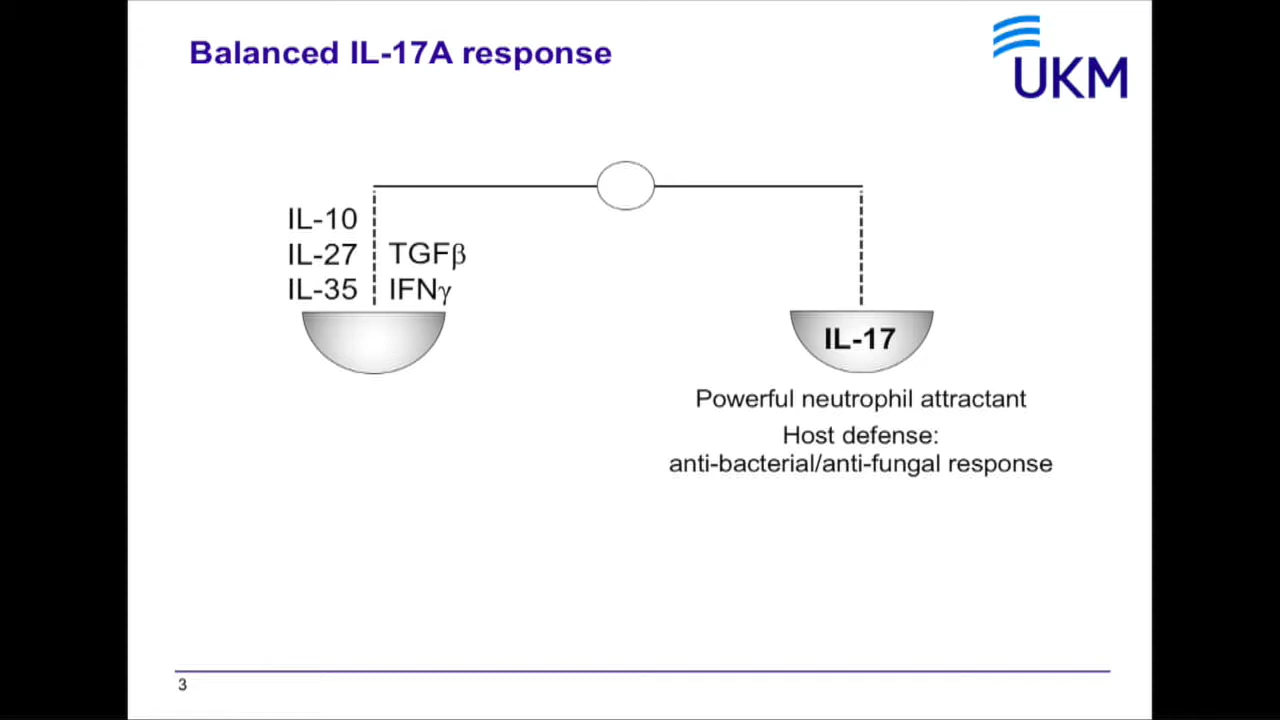 Balanced IL-17A response
UKM
IL-10
IL-27
IL-35
TGFβ
IFNγ
IL-17
Powerful neutrophil attractant
Host defense:
anti-bacterial/anti-fungal response
3